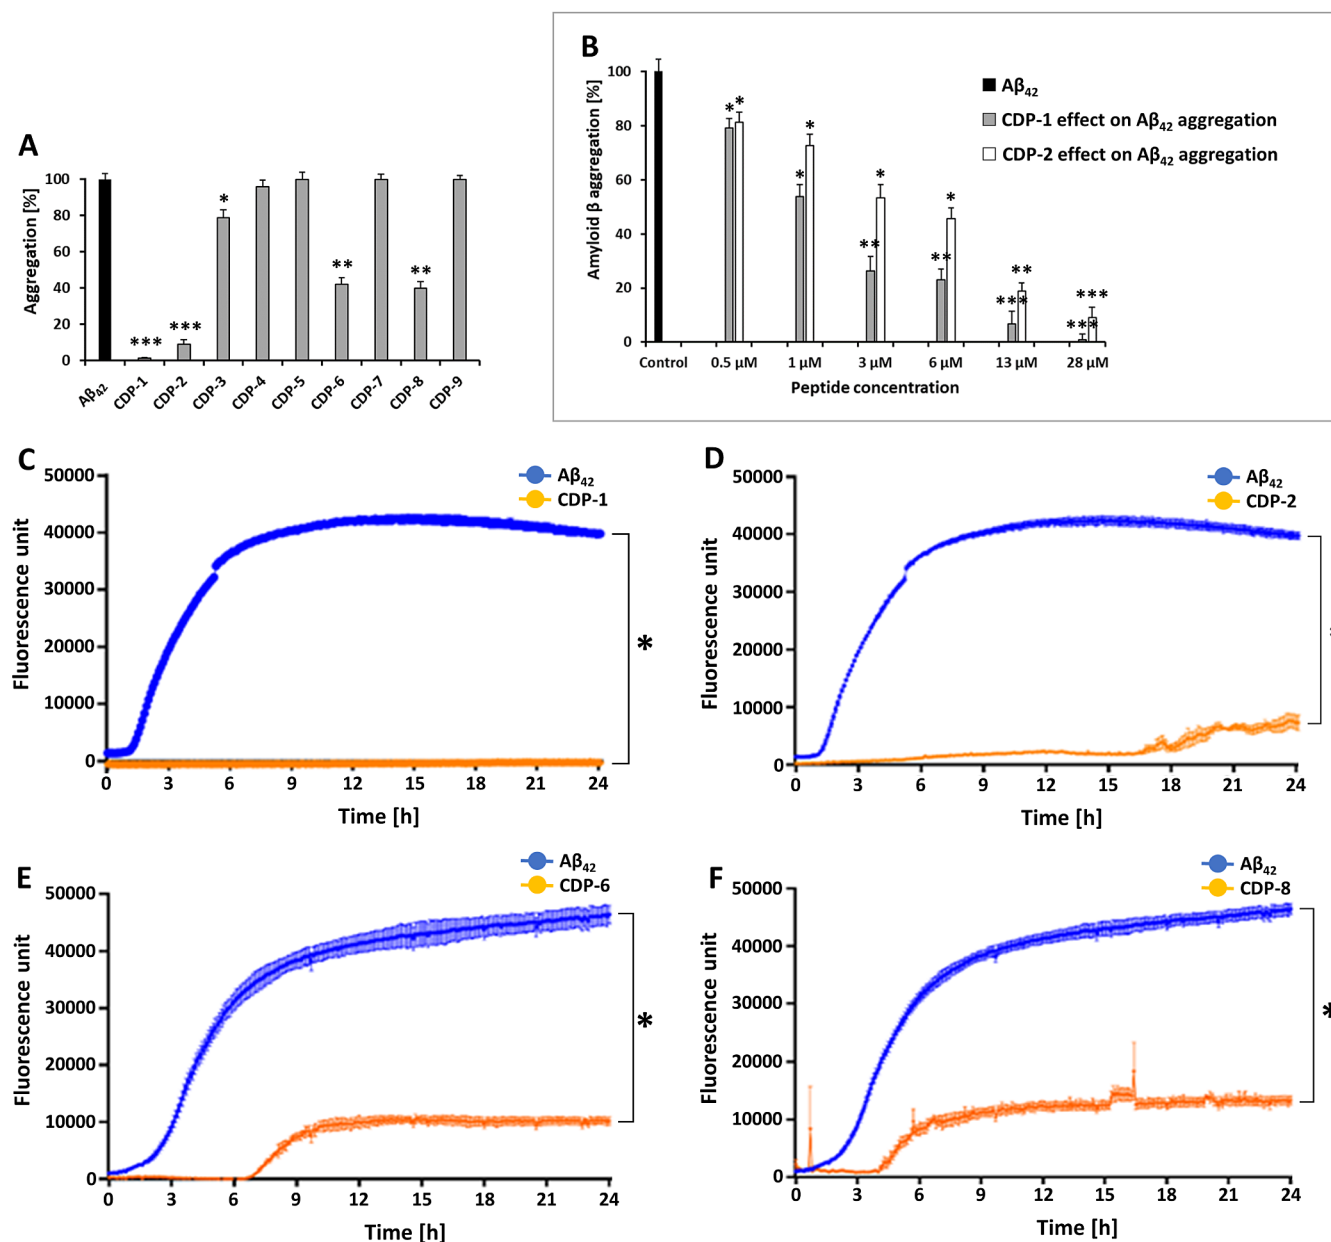 A
Aggregation [%]
100
80
60
40
20
0
***
***
*
**
**
Aβ42
CDP-1
CDP-2
CDP-3
CDP-4
CDP-5
CDP-6
CDP-7
CDP-8
CDP-9
B
Amyloid β aggregation [%]
100
80
60
40
20
0
* *
* *
** *
** *
*** **
*** ***
Control 0.5 μM 1 μM 3 μM 6 μM 13 μM 28 μM
Peptide concentration
Aβ42
CDP-1 effect on Aβ42 aggregation
CDP-2 effect on Aβ42 aggregation
C
Fluorescence unit
50000
40000
30000
20000
10000
0
0 3 6 9 12 15 18 21 24
Time [h]
Aβ42
CDP-1
*
D
Fluorescence unit
50000
40000
30000
20000
10000
0
0 3 6 9 12 15 18 21 24
Time [h]
Aβ42
CDP-2
E
Fluorescence unit
50000
40000
30000
20000
10000
0
0 3 6 9 12 15 18 21 24
Time [h]
Aβ42
CDP-6
*
F
Fluorescence unit
50000
40000
30000
20000
10000
0
0 3 6 9 12 15 18 21 24
Time [h]
Aβ42
CDP-8
*